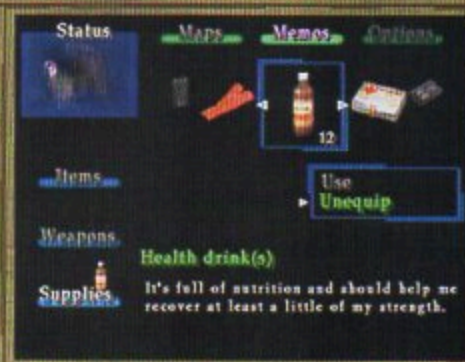 Status
Maps
Memos
Options
12
Items
Use
Unequip
Weapons
Health drink(s)
Supplies
It's full of nutrition and should help me
recover at least a little of my strength.